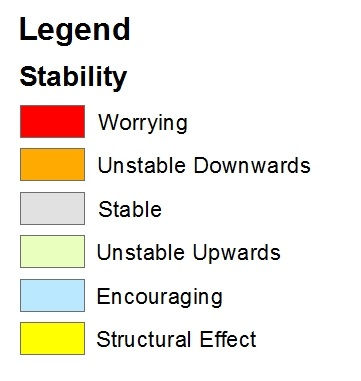 Legend
Stability
Worrying
Unstable Downwards
Stable
Unstable Upwards
Encouraging
Structural Effect